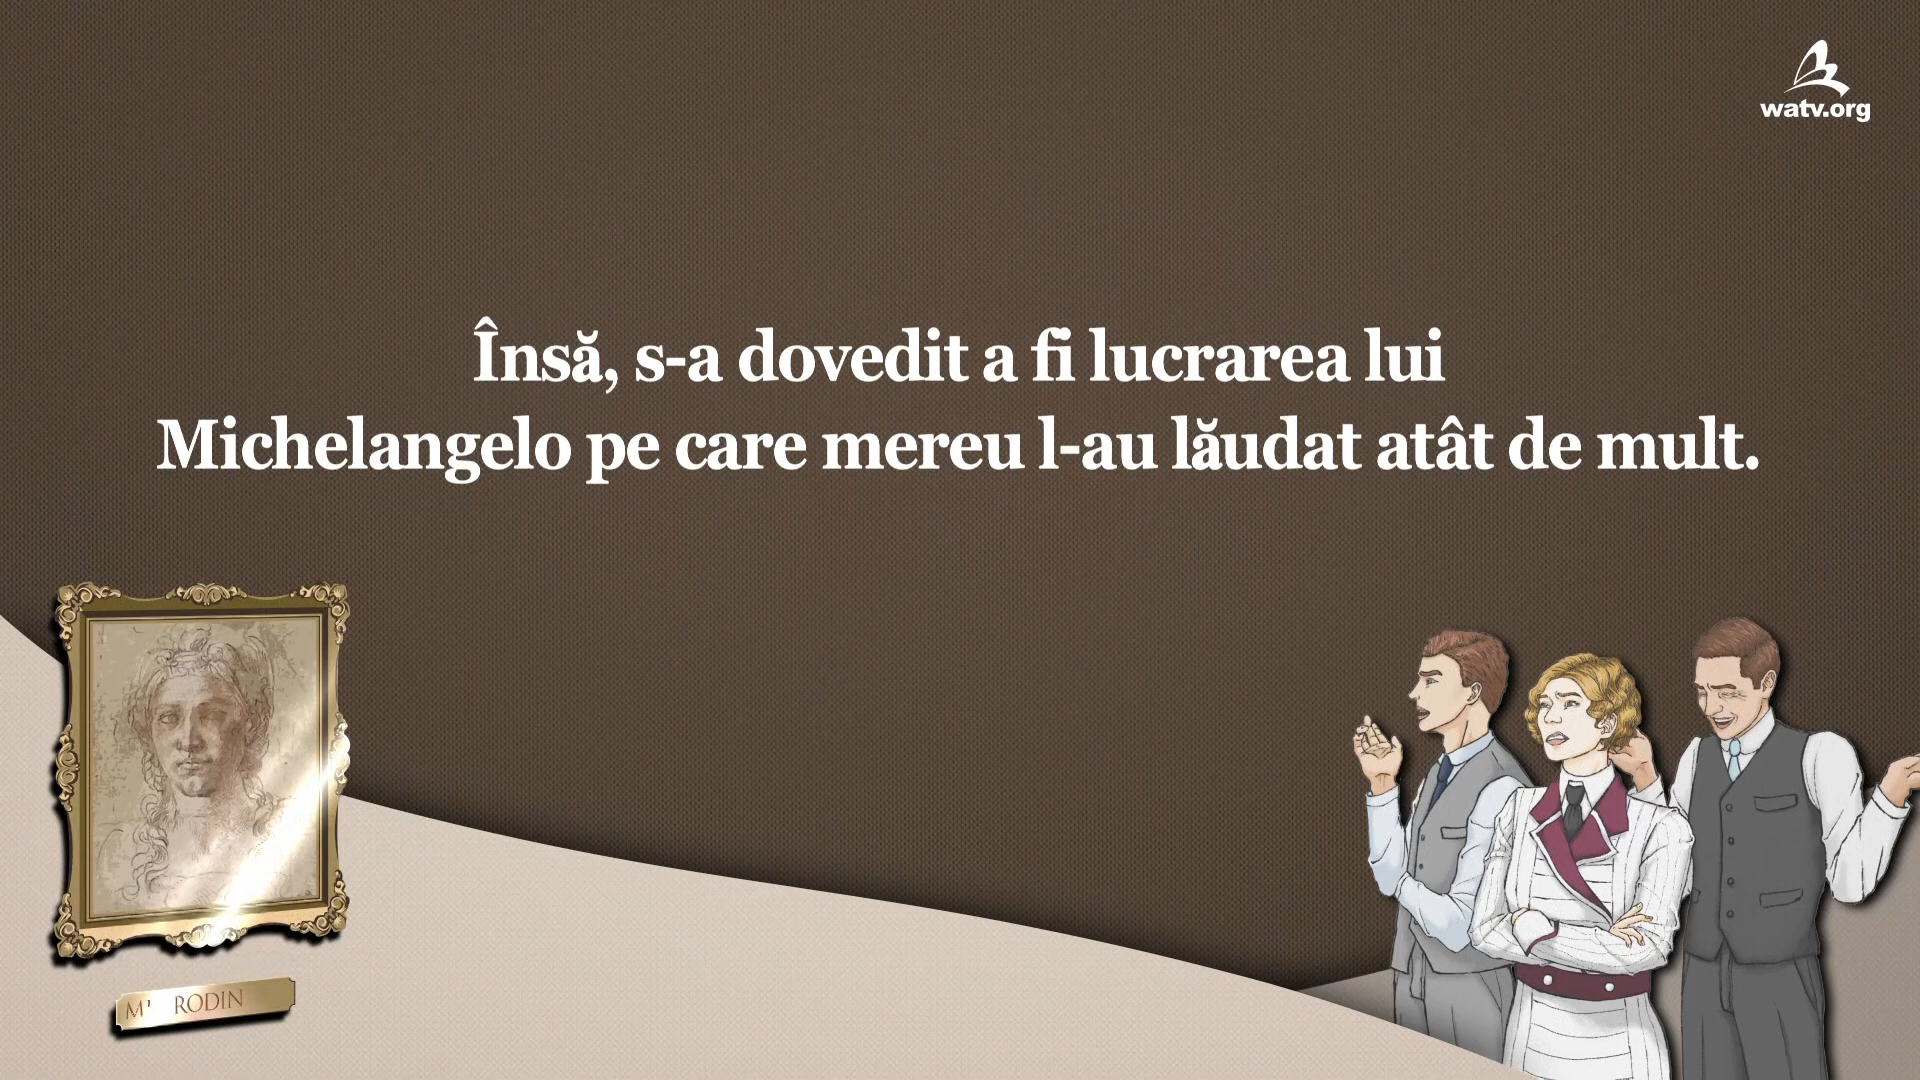 watv.org
Însă, s-a dovedit a fi lucrarea lui
Michelangelo pe care mereu l-au lăudat atât de mult.
RODIN